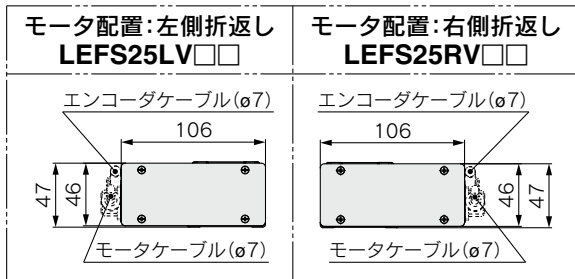 モータ配置:左側折返し
LEFS25LV□□
エンコーダケーブル(ø7)
106
47
46
モータケーブル(ø7)
モータ配置:右側折返し
LEFS25RV□□
エンコーダケーブル(ø7)
106
46
47
モータケーブル(ø7)